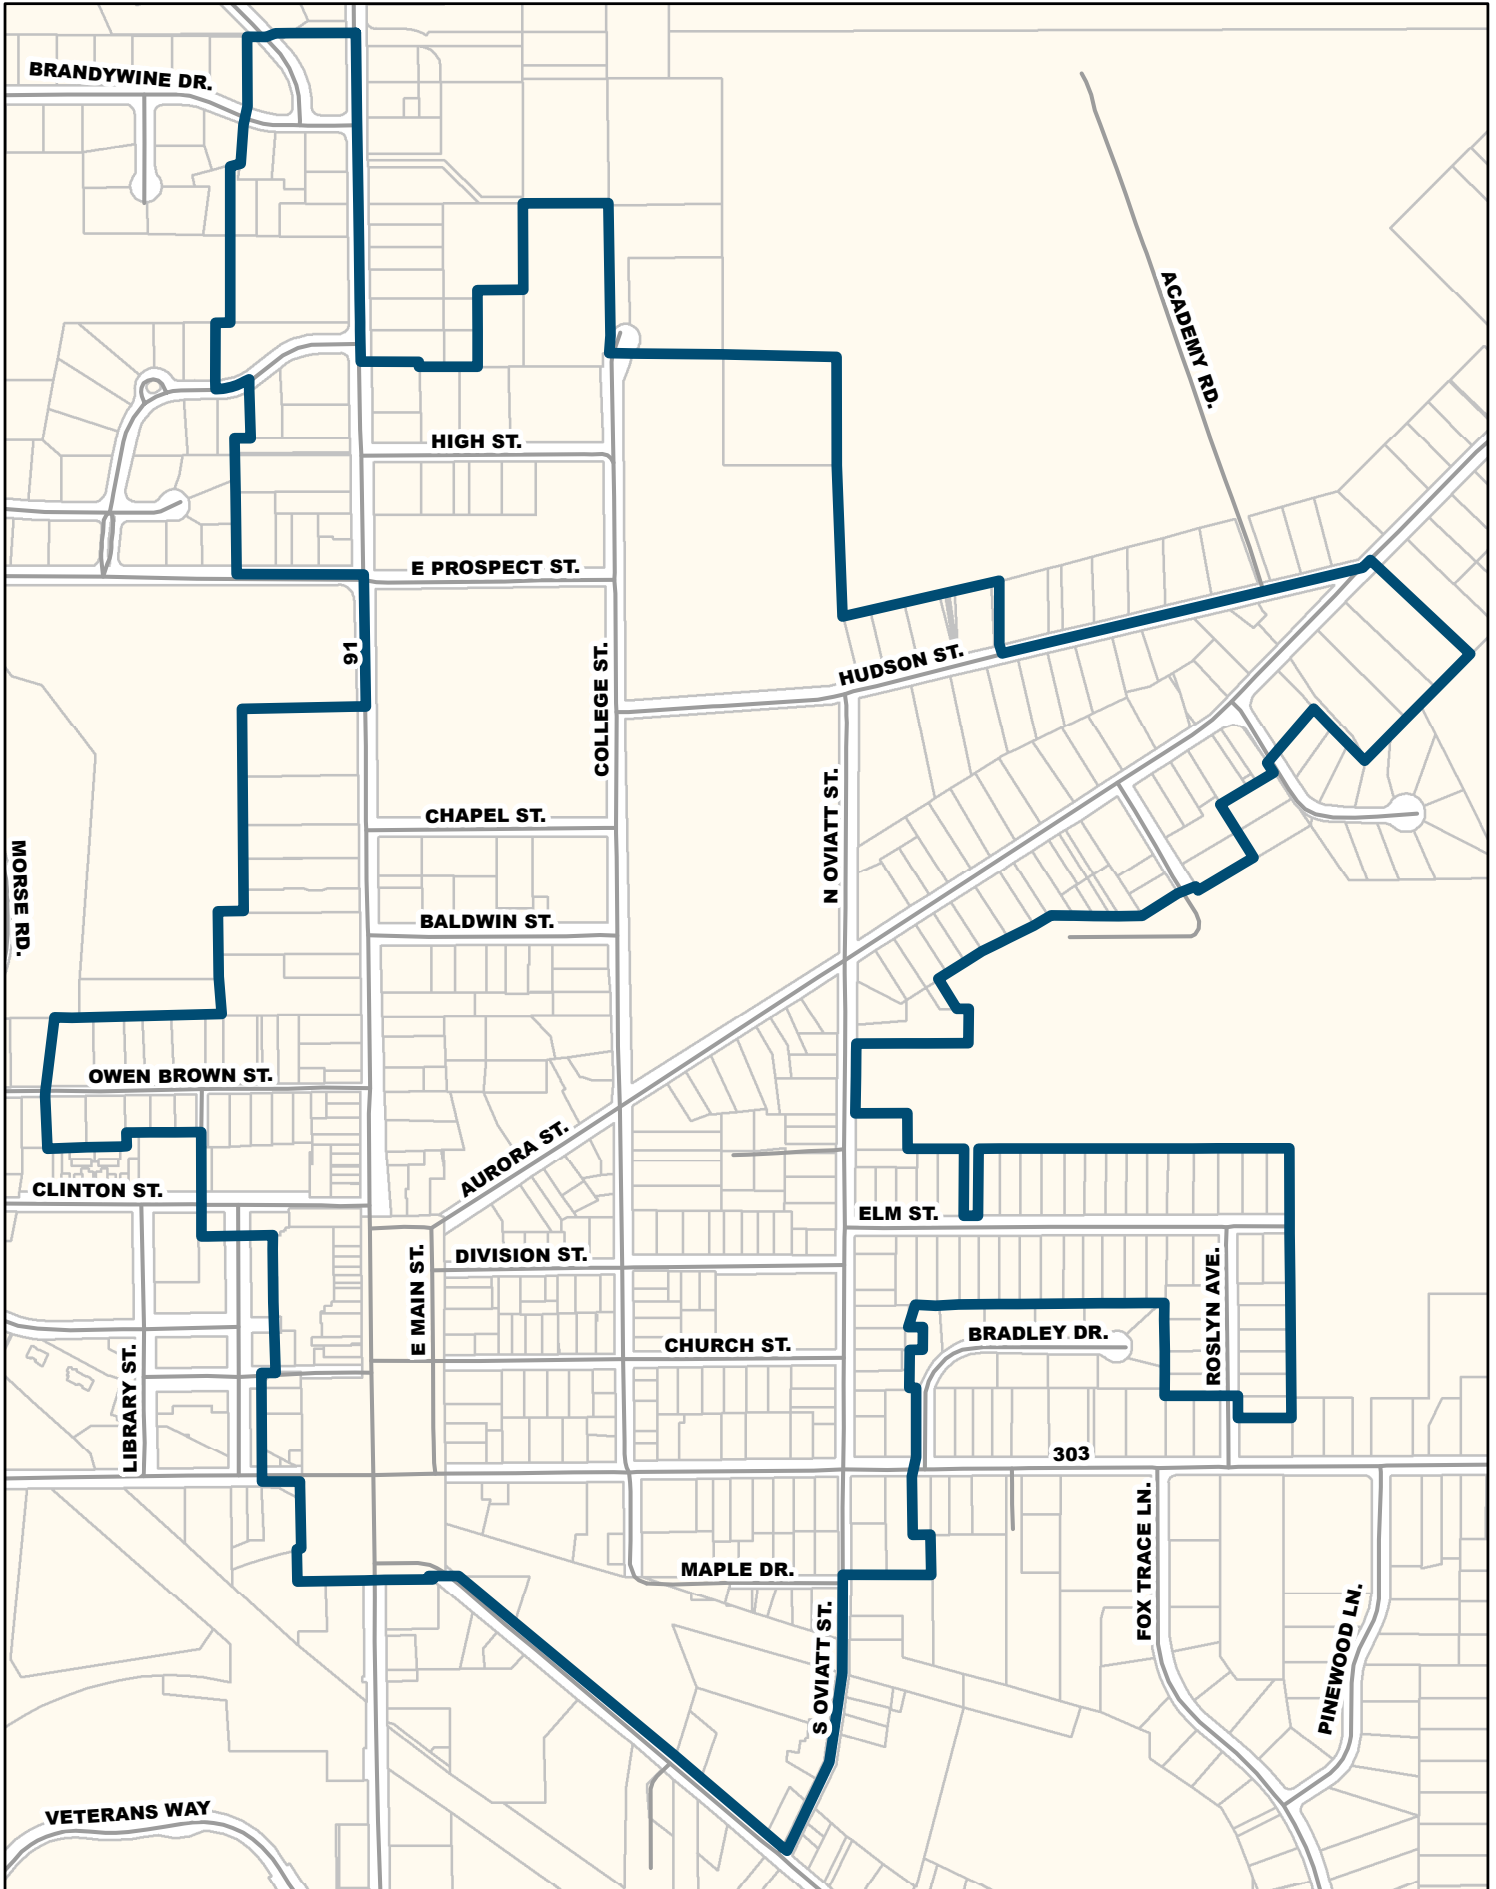 BRANDYWINE DR.
ACADEMY RD.
HIGH ST.
E PROSPECT ST.
91
COLLEGE ST.
HUDSON ST.
N OVIATT ST.
CHAPEL ST.
MORSE RD.
BALDWIN ST.
OWEN BROWN ST.
AURORA ST.
CLINTON ST.
ELM ST.
E MAIN ST.
DIVISION ST.
ROSLYN AVE.
BRADLEY DR.
CHURCH ST.
LIBRARY ST.
303
FOX TRACE LN.
MAPLE DR.
S OVIATT ST.
PINEWOOD LN.
VETERANS WAY